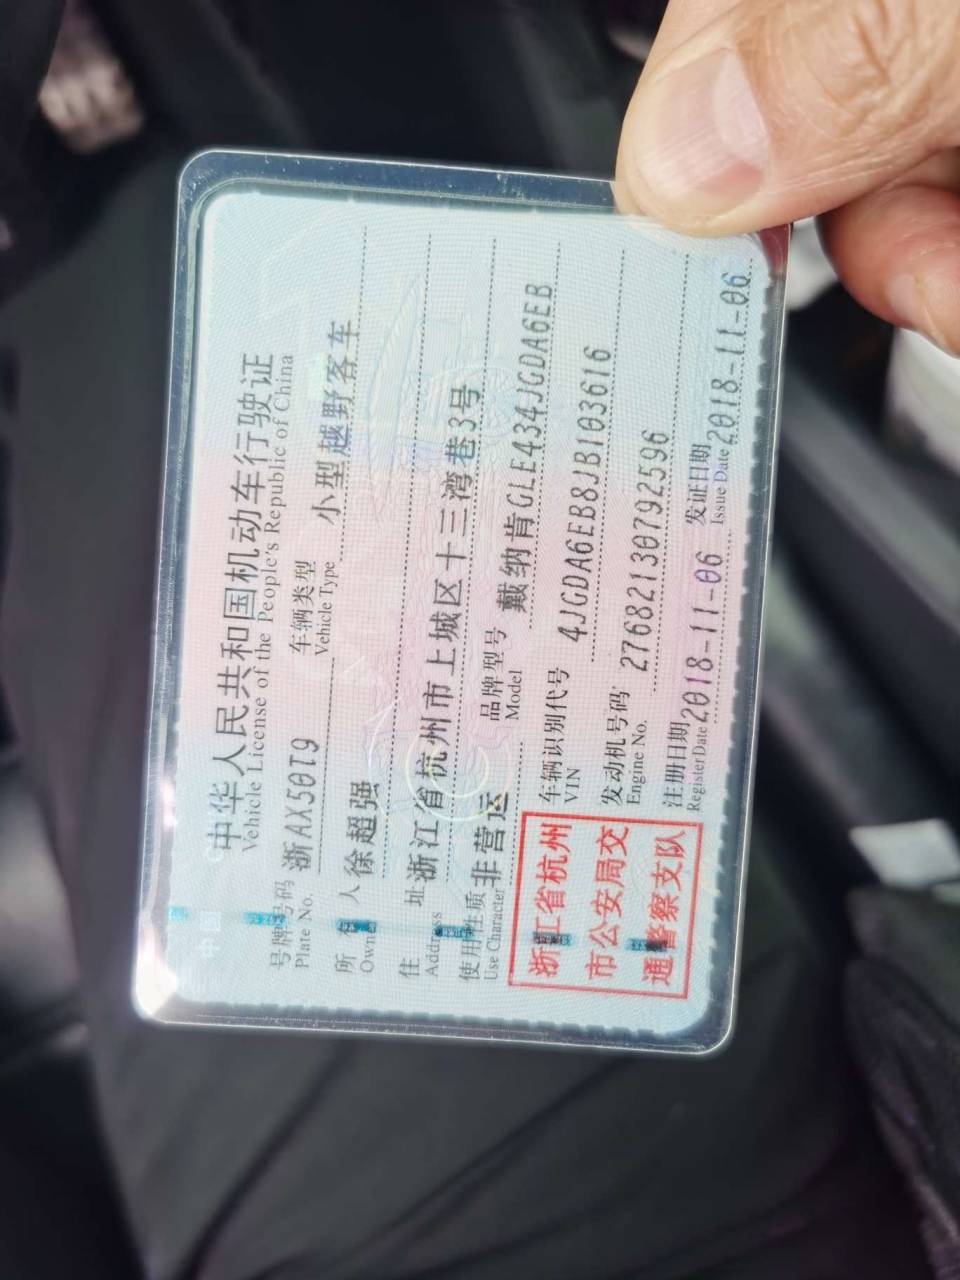 中华人民共和国机动车行驶证
Vehicle License of the People's Republic of China
号牌号码 浙AX50T9 车辆类型 小型越野客车
Plate No. Vehicle Type
所有人 徐超强
Owner
住址 浙江省杭州市上城区十三湾巷3号
Address
使用性质 非营运 品牌型号 戴纳肯GLE434JGDA6EB
Use Character Model
浙江省杭州
市公安局交
通警察支队
车辆识别代号 4JGDA6EB8JB103616
VIN
发动机号码 27682130792596
Engine No.
注册日期 2018-11-06 发证日期 2018-11-06
Register Date Issue Date